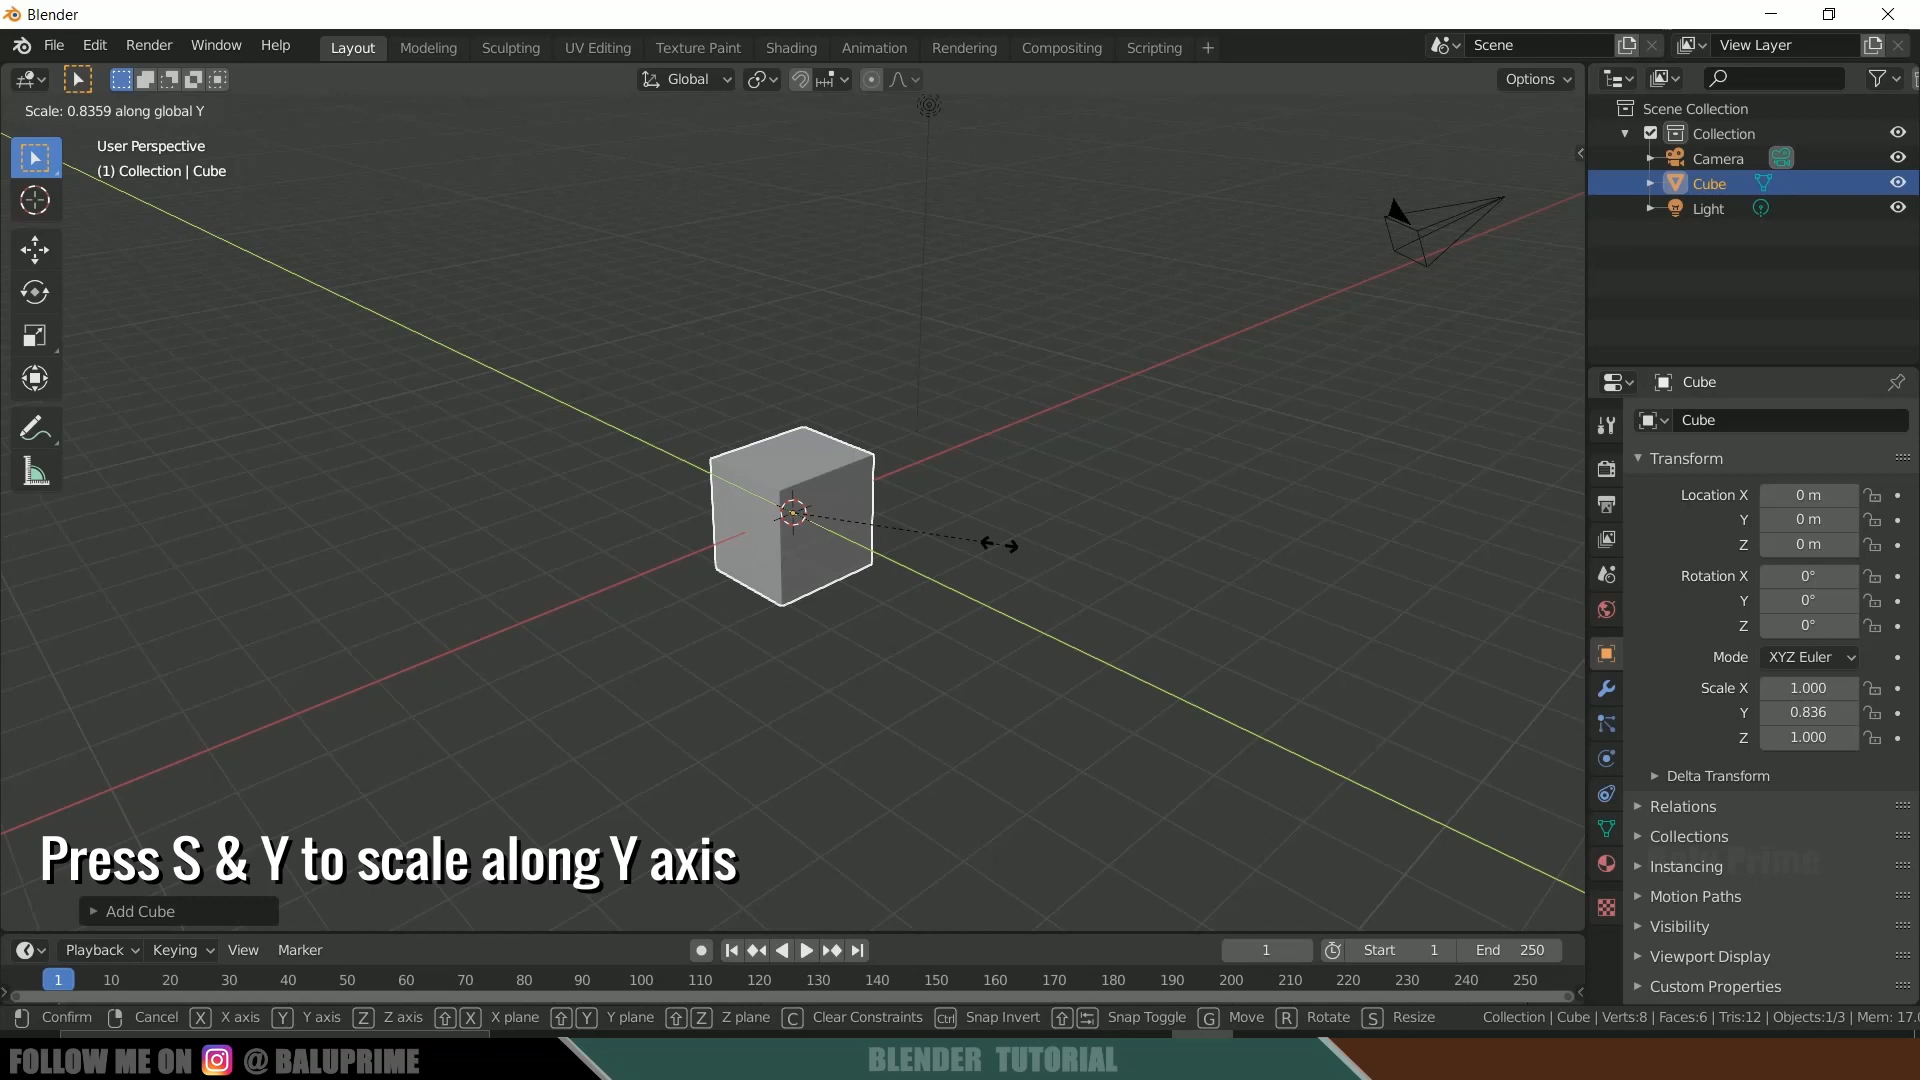 Blender
File Edit Render Window Help Layout Modeling Sculpting UV Editing Texture Paint Shading Animation Rendering Compositing Scripting + Scene View Layer
Global Options
Scale: 0.8359 along global Y
User Perspective
(1) Collection | Cube
Scene Collection
Collection
Camera
Cube
Light
Cube
Cube
Transform
Location X 0 m
Y 0 m
Z 0 m
Rotation X 0°
Y 0°
Z 0°
Mode XYZ Euler
Scale X 1.000
Y 0.836
Z 1.000
Delta Transform
Relations
Collections
Instancing
Motion Paths
Visibility
Viewport Display
Custom Properties
Press S & Y to scale along Y axis
Add Cube
Playback Keying View Marker 1 Start 1 End 250
1 10 20 30 40 50 60 70 80 90 100 110 120 130 140 150 160 170 180 190 200 210 220 230 240 250
Confirm Cancel X X axis Y Y axis Z Z axis X X plane Y Y plane Z Z plane C Clear Constraints Ctrl Snap Invert Snap Toggle G Move R Rotate S Resize Collection | Cube | Verts:8 | Faces:6 | Tris:12 | Objects:1/3 | Mem: 17.0
FOLLOW ME ON @ BALUPRIME BLENDER TUTORIAL